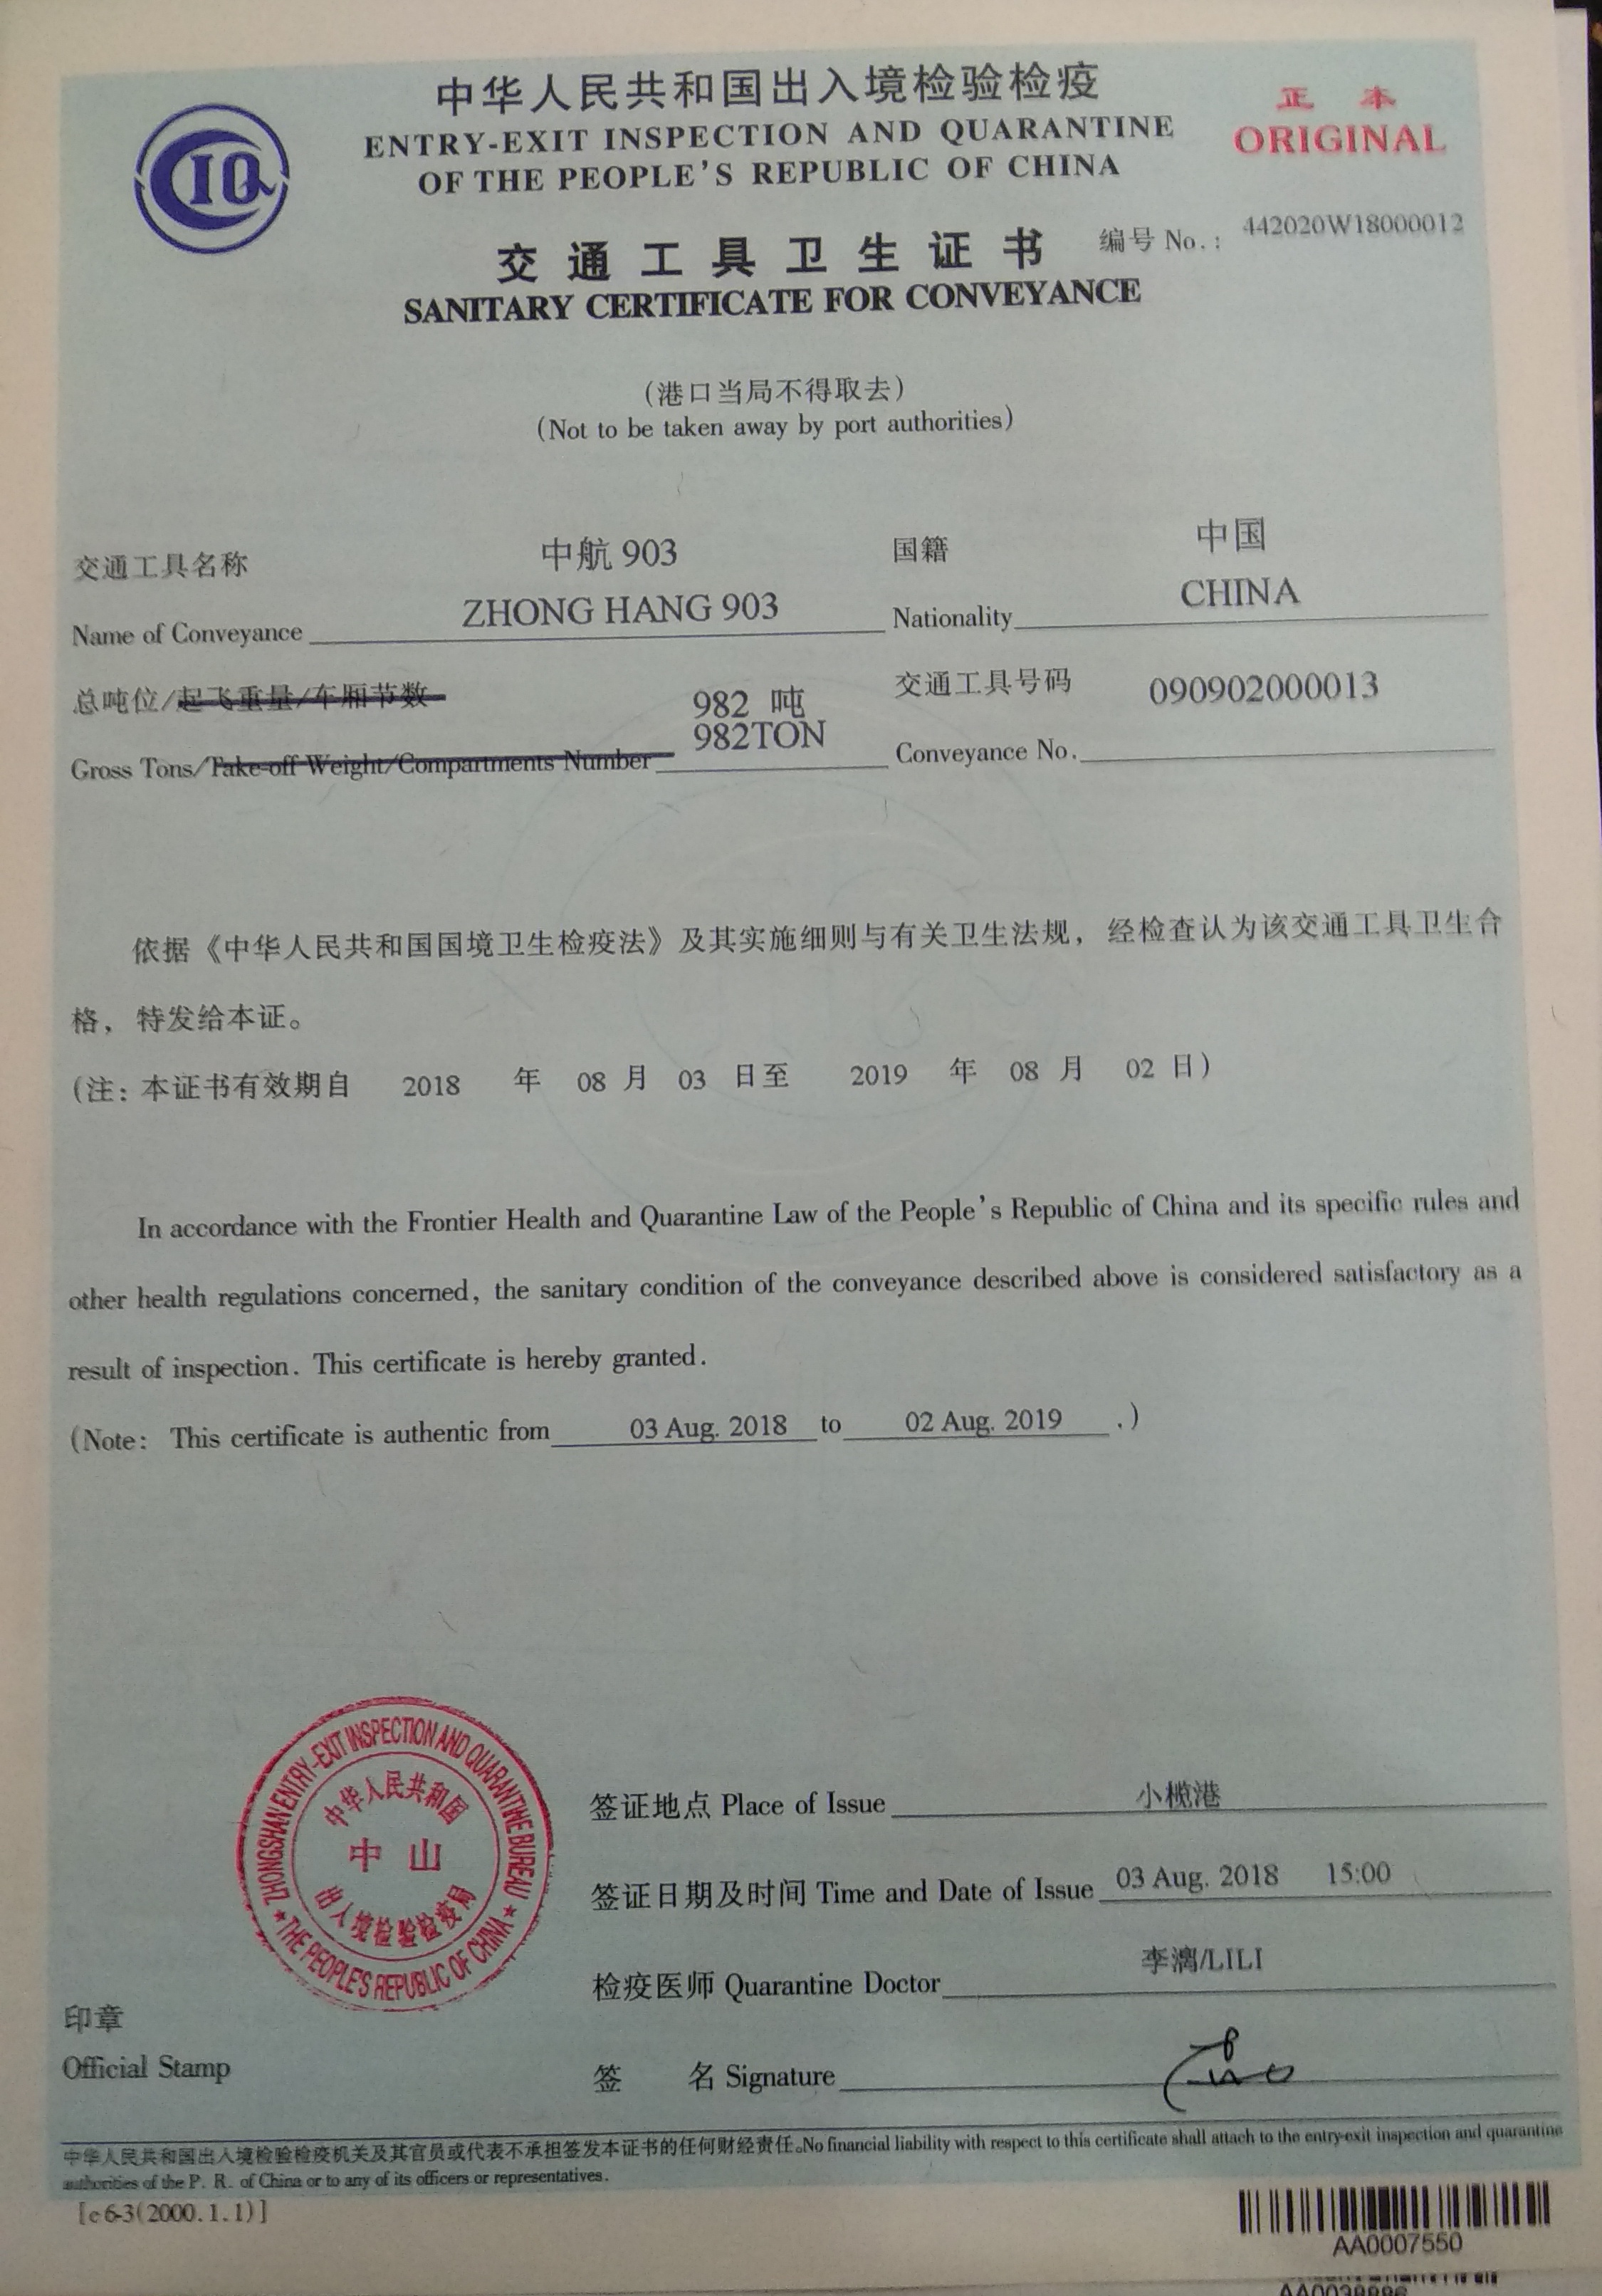 CIQ
中华人民共和国出入境检验检疫
ENTRY-EXIT INSPECTION AND QUARANTINE
OF THE PEOPLE'S REPUBLIC OF CHINA
正 本
ORIGINAL
交通工具卫生证书
编号 No.: 442020W18000012
SANITARY CERTIFICATE FOR CONVEYANCE
(港口当局不得取去)
(Not to be taken away by port authorities)
交通工具名称 中航 903 国籍 中国
Name of Conveyance ZHONG HANG 903 Nationality CHINA
总吨位/起飞重量/车厢节数 982 吨 交通工具号码 090902000013
Gross Tons/Take-off Weight/Compartments Number 982TON Conveyance No.
依据《中华人民共和国国境卫生检疫法》及其实施细则与有关卫生法规，经检查认为该交通工具卫生合
格，特发给本证。
(注：本证书有效期自 2018 年 08 月 03 日至 2019 年 08 月 02 日)
In accordance with the Frontier Health and Quarantine Law of the People's Republic of China and its specific rules and
other health regulations concerned, the sanitary condition of the conveyance described above is considered satisfactory as a
result of inspection. This certificate is hereby granted.
(Note: This certificate is authentic from 03 Aug. 2018 to 02 Aug. 2019 .)
ZHONGSHAN ENTRY-EXIT INSPECTION AND QUARANTINE BUREAU
中华人民共和国
中山
出入境检验检疫局
★ THE PEOPLE'S REPUBLIC OF CHINA ★
签证地点 Place of Issue 小榄港
签证日期及时间 Time and Date of Issue 03 Aug. 2018 15:00
检疫医师 Quarantine Doctor 李漓/LILI
印章
Official Stamp
签 名 Signature
中华人民共和国出入境检验检疫机关及其官员或代表不承担签发本证书的任何财经责任。No financial liability with respect to this certificate shall attach to the entry-exit inspection and quarantine
authorities of the P. R. of China or to any of its officers or representatives.
[c6-3(2000.1.1)]
AA0007550